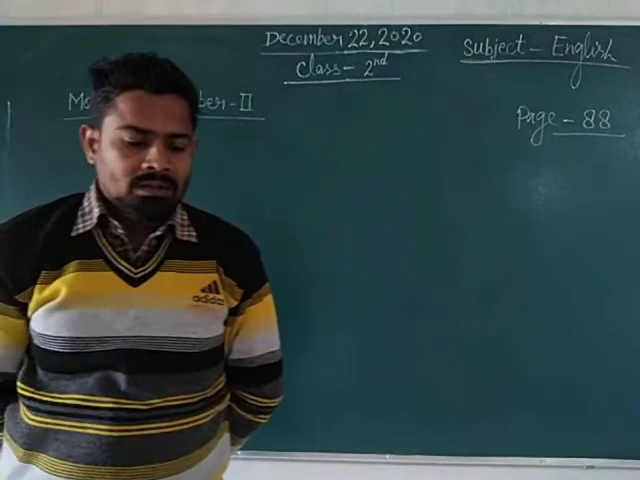 December 22, 2020
Class - 2nd
Subject - English
Page - 88
adidas